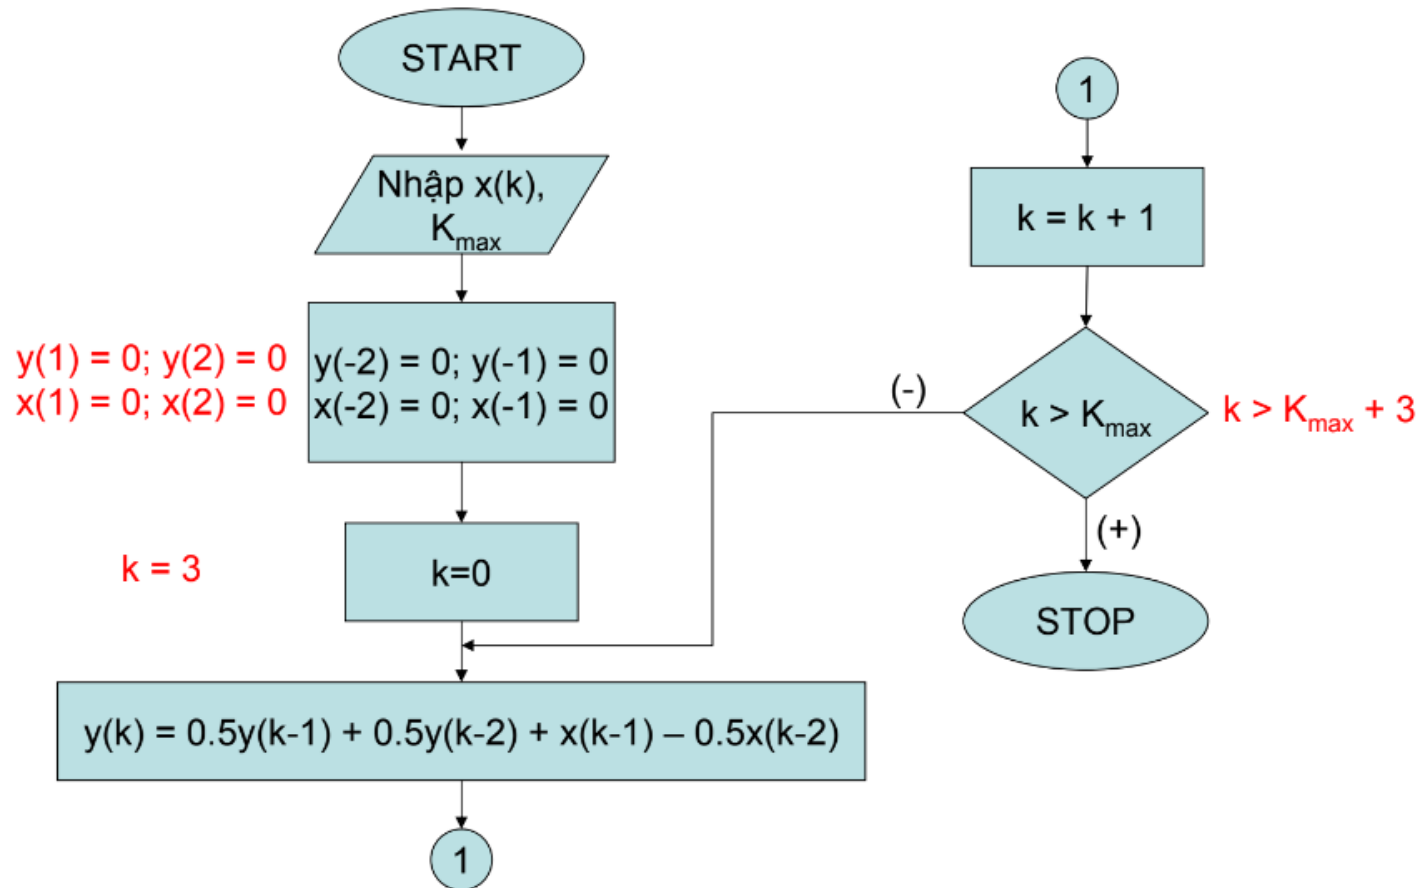 START
Nhập x(k),
Kmax
y(1) = 0; y(2) = 0
x(1) = 0; x(2) = 0
y(-2) = 0; y(-1) = 0
x(-2) = 0; x(-1) = 0
k = 3
k=0
y(k) = 0.5y(k-1) + 0.5y(k-2) + x(k-1) – 0.5x(k-2)
1
1
k = k + 1
(-)
k > Kmax
k > Kmax + 3
(+)
STOP